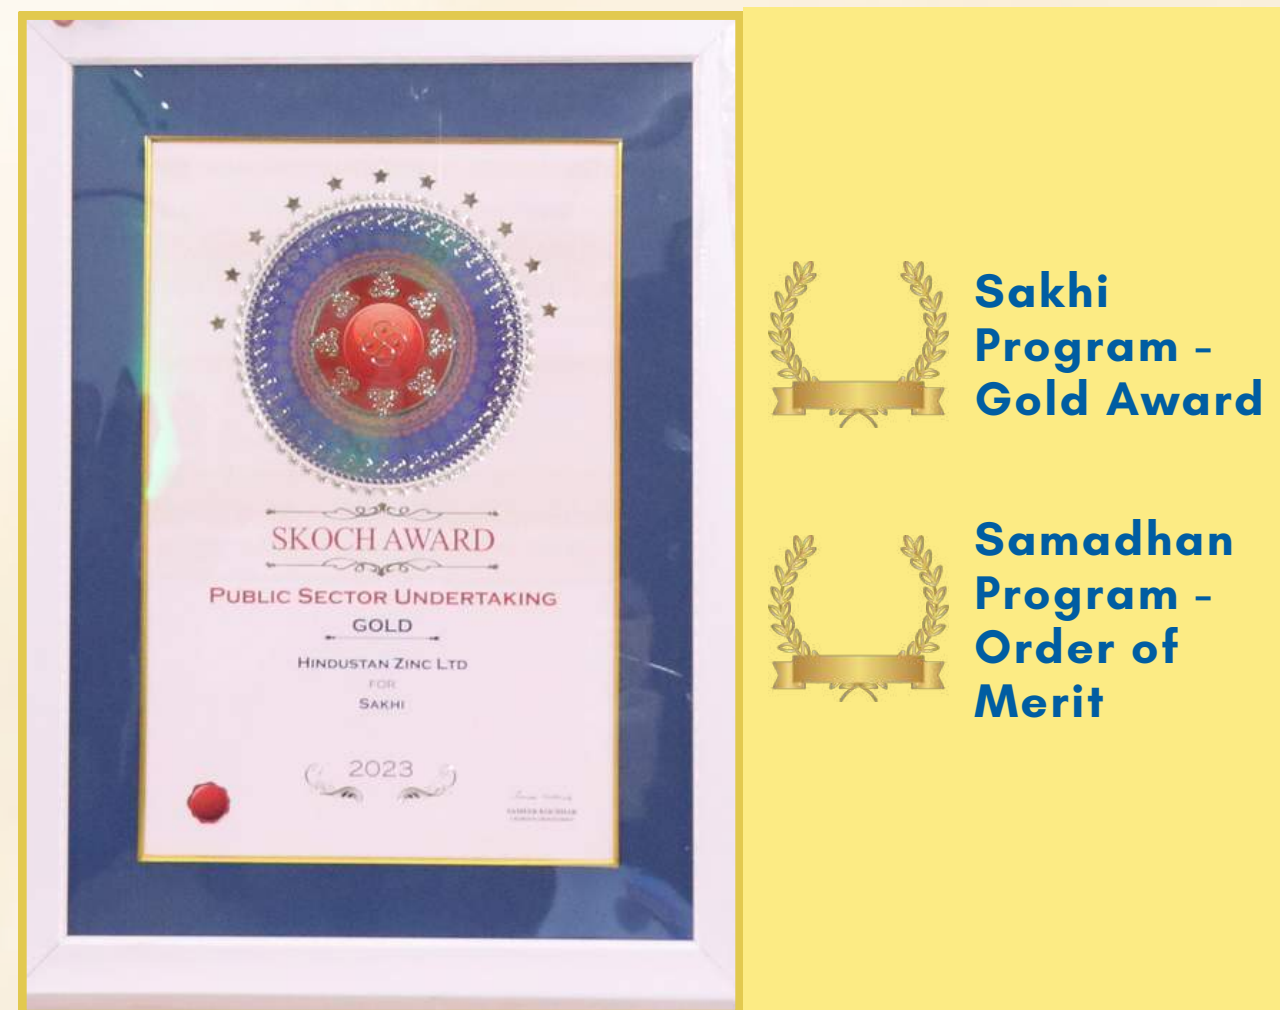 SKOCH AWARD
PUBLIC SECTOR UNDERTAKING
GOLD
HINDUSTAN ZINC LTD
FOR
SAKHI
2023
Sakhi
Program -
Gold Award
Samadhan
Program -
Order of
Merit